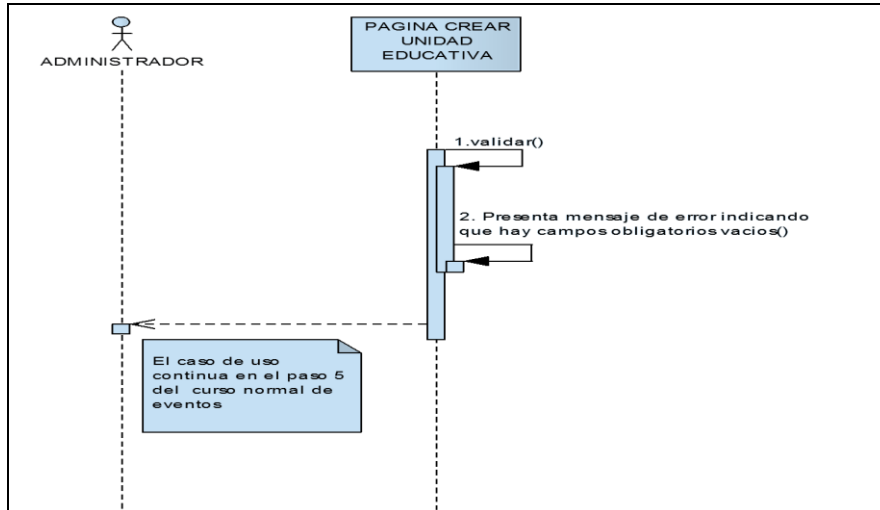 ADMINISTRADOR
PAGINA CREAR
UNIDAD
EDUCATIVA
1.validar()
2. Presenta mensaje de error indicando
que hay campos obligatorios vacios()
El caso de uso
continua en el paso 5
del curso normal de
eventos